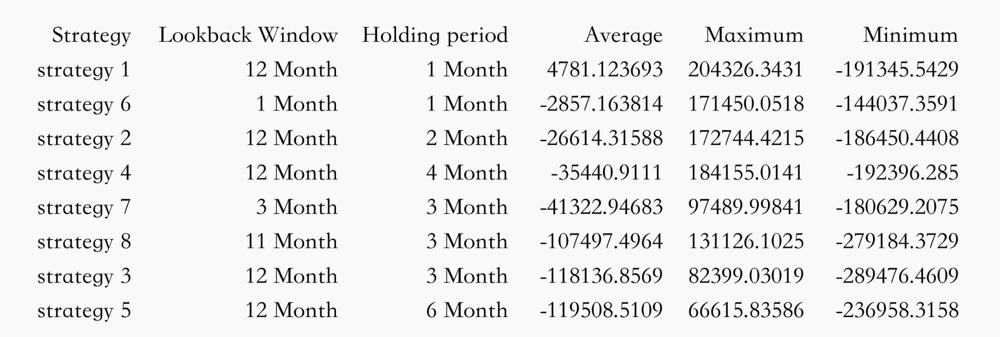 Strategy Lookback Window Holding period Average Maximum Minimum
strategy 1 12 Month 1 Month 4781.123693 204326.3431 -191345.5429
strategy 6 1 Month 1 Month -2857.163814 171450.0518 -144037.3591
strategy 2 12 Month 2 Month -26614.31588 172744.4215 -186450.4408
strategy 4 12 Month 4 Month -35440.9111 184155.0141 -192396.285
strategy 7 3 Month 3 Month -41322.94683 97489.99841 -180629.2075
strategy 8 11 Month 3 Month -107497.4964 131126.1025 -279184.3729
strategy 3 12 Month 3 Month -118136.8569 82399.03019 -289476.4609
strategy 5 12 Month 6 Month -119508.5109 66615.83586 -236958.3158